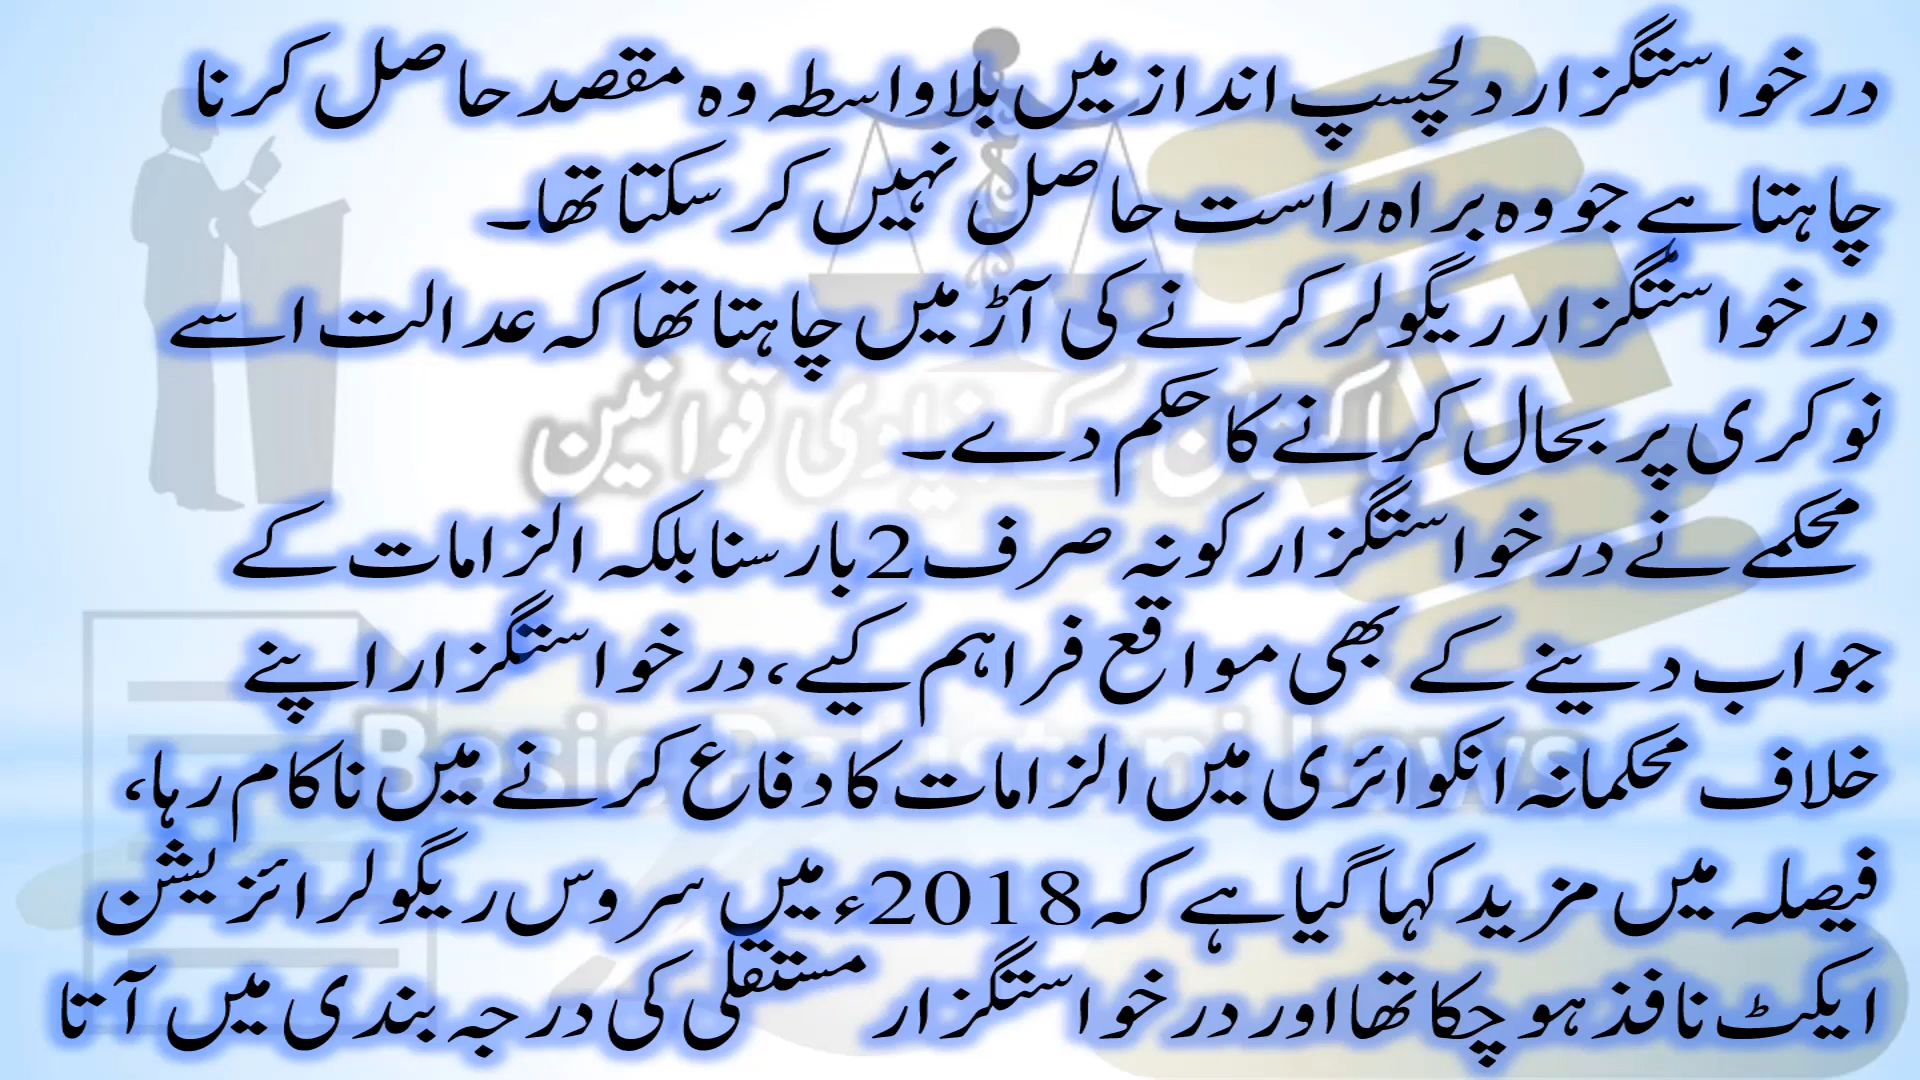 درخواستگزار دلچسپ انداز میں بلاواسطہ وہ مقصد حاصل کرنا
چاہتا ہے جو وہ براہ راست حاصل نہیں کر سکتا تھا۔
درخواستگزار ریگولر کرنے کی آڑ میں چاہتا تھا کہ عدالت اسے
نوکری پر بحال کرنے کا حکم دے۔
محکمے نے درخواستگزار کو نہ صرف 2 بار سنا بلکہ الزامات کے
جواب دینے کے بھی مواقع فراہم کیے، درخواستگزار اپنے
خلاف محکمانہ انکوائری میں الزامات کا دفاع کرنے میں ناکام رہا،
فیصلہ میں مزید کہا گیا ہے کہ 2018ء میں سروس ریگولرائزیشن
ایکٹ نافذ ہو چکا تھا اور درخواستگزار مستقلی کی درجہ بندی میں آتا
قوانین
Basic Laws